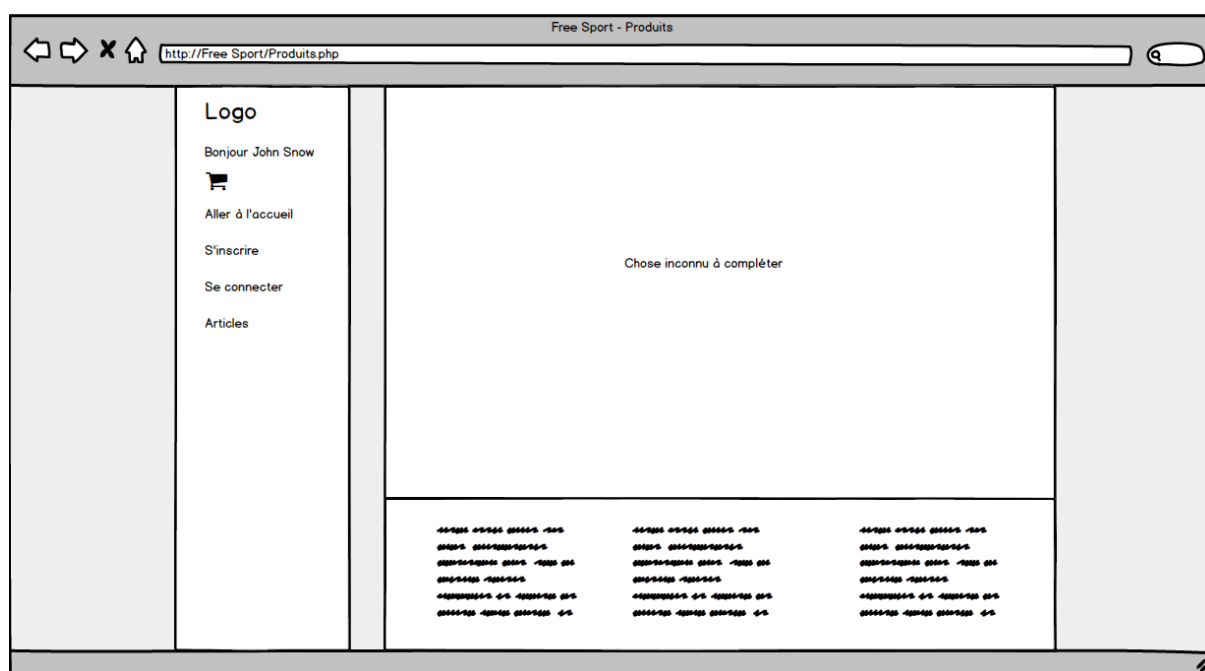 Free Sport - Produits
http://Free Sport/Produits.php
Logo
Bonjour John Snow
Aller à l'accueil
S'inscrire
Se connecter
Articles
Chose inconnu à compléter